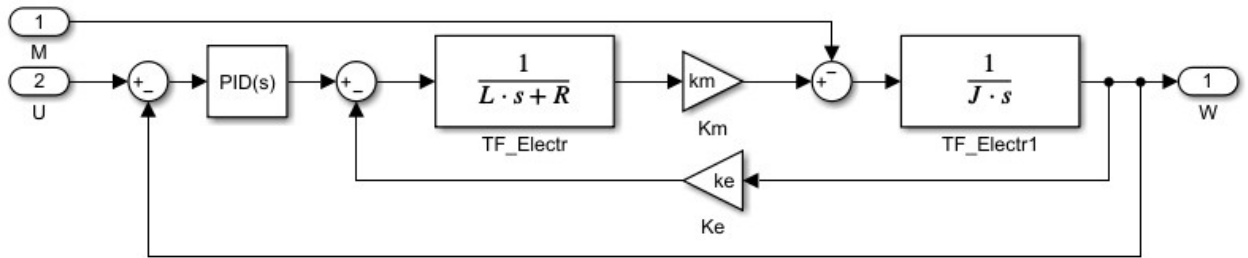 1
M
2
U
+
−
PID(s)
+
−
1
L · s + R
TF_Electr
km
Km
+
−
1
J · s
TF_Electr1
1
W
ke
Ke